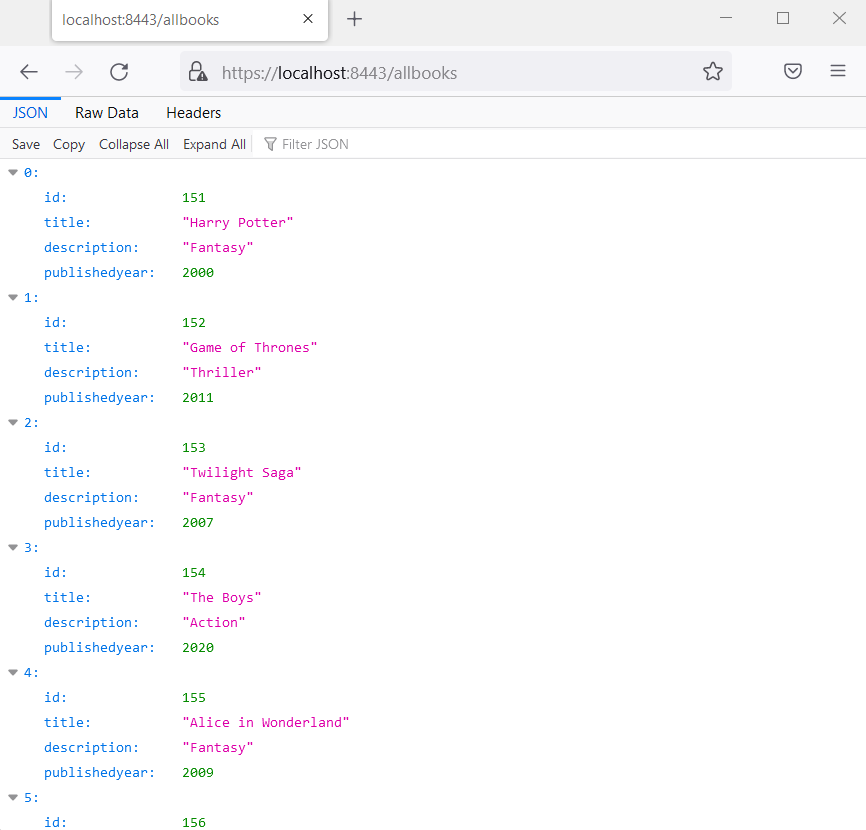 localhost:8443/allbooks
https://localhost:8443/allbooks
JSON Raw Data Headers
Save Copy Collapse All Expand All Filter JSON
0:
id: 151
title: "Harry Potter"
description: "Fantasy"
publishedyear: 2000
1:
id: 152
title: "Game of Thrones"
description: "Thriller"
publishedyear: 2011
2:
id: 153
title: "Twilight Saga"
description: "Fantasy"
publishedyear: 2007
3:
id: 154
title: "The Boys"
description: "Action"
publishedyear: 2020
4:
id: 155
title: "Alice in Wonderland"
description: "Fantasy"
publishedyear: 2009
5:
id: 156